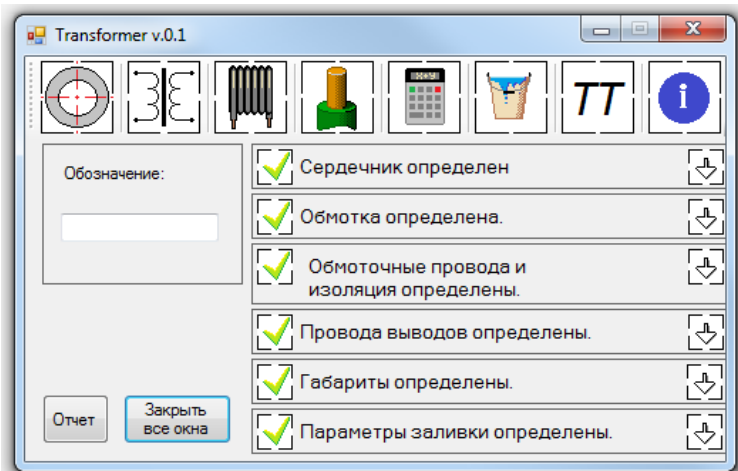 Transformer v.0.1
TT
i
Обозначение:
Сердечник определен
Обмотка определена.
Обмоточные провода и
изоляция определены.
Провода выводов определены.
Габариты определены.
Параметры заливки определены.
Отчет
Закрыть
все окна